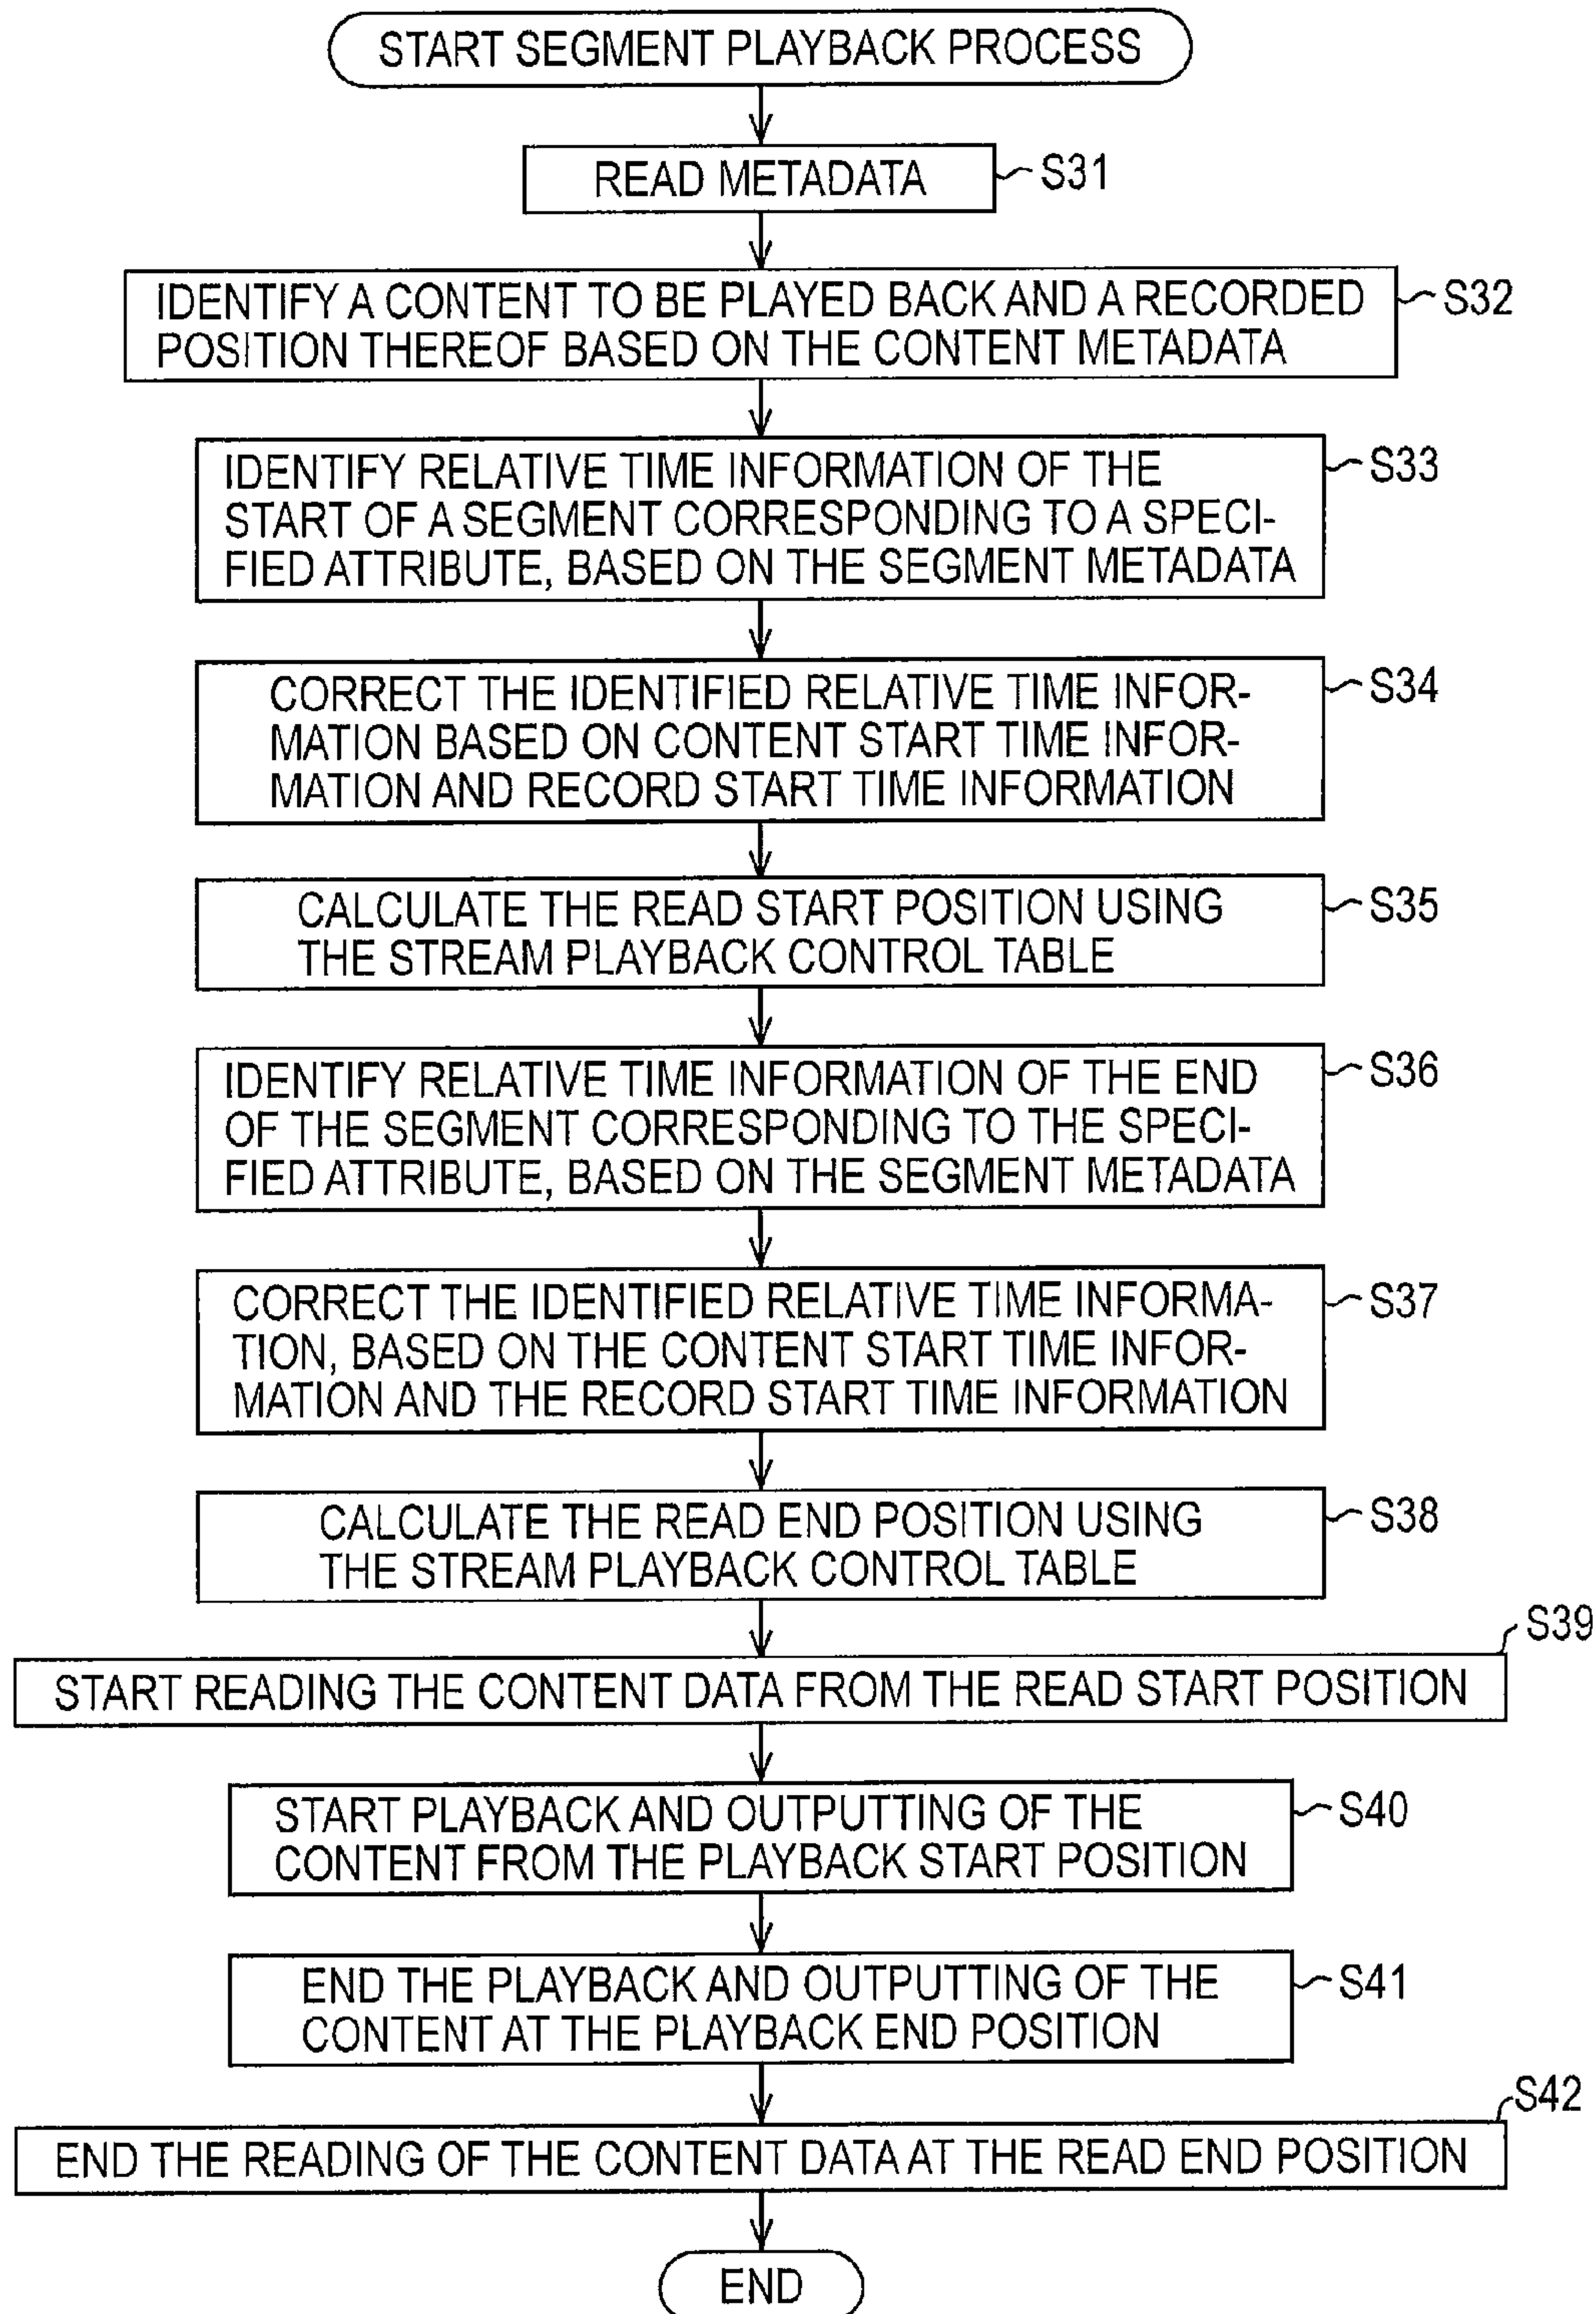 START SEGMENT PLAYBACK PROCESS
READ METADATA
S31
IDENTIFY A CONTENT TO BE PLAYED BACK AND A RECORDED
POSITION THEREOF BASED ON THE CONTENT METADATA
S32
IDENTIFY RELATIVE TIME INFORMATION OF THE
START OF A SEGMENT CORRESPONDING TO A SPECI-
FIED ATTRIBUTE, BASED ON THE SEGMENT METADATA
S33
CORRECT THE IDENTIFIED RELATIVE TIME INFOR-
MATION BASED ON CONTENT START TIME INFOR-
MATION AND RECORD START TIME INFORMATION
S34
CALCULATE THE READ START POSITION USING
THE STREAM PLAYBACK CONTROL TABLE
S35
IDENTIFY RELATIVE TIME INFORMATION OF THE END
OF THE SEGMENT CORRESPONDING TO THE SPECI-
FIED ATTRIBUTE, BASED ON THE SEGMENT METADATA
S36
CORRECT THE IDENTIFIED RELATIVE TIME INFORMA-
TION, BASED ON THE CONTENT START TIME INFOR-
MATION AND THE RECORD START TIME INFORMATION
S37
CALCULATE THE READ END POSITION USING
THE STREAM PLAYBACK CONTROL TABLE
S38
START READING THE CONTENT DATA FROM THE READ START POSITION
S39
START PLAYBACK AND OUTPUTTING OF THE
CONTENT FROM THE PLAYBACK START POSITION
S40
END THE PLAYBACK AND OUTPUTTING OF THE
CONTENT AT THE PLAYBACK END POSITION
S41
END THE READING OF THE CONTENT DATA AT THE READ END POSITION
S42
END